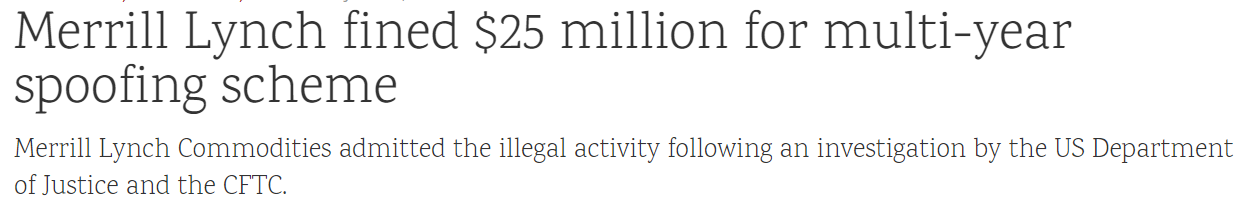 Merrill Lynch fined $25 million for multi-year
spoofing scheme
Merrill Lynch Commodities admitted the illegal activity following an investigation by the US Department
of Justice and the CFTC.